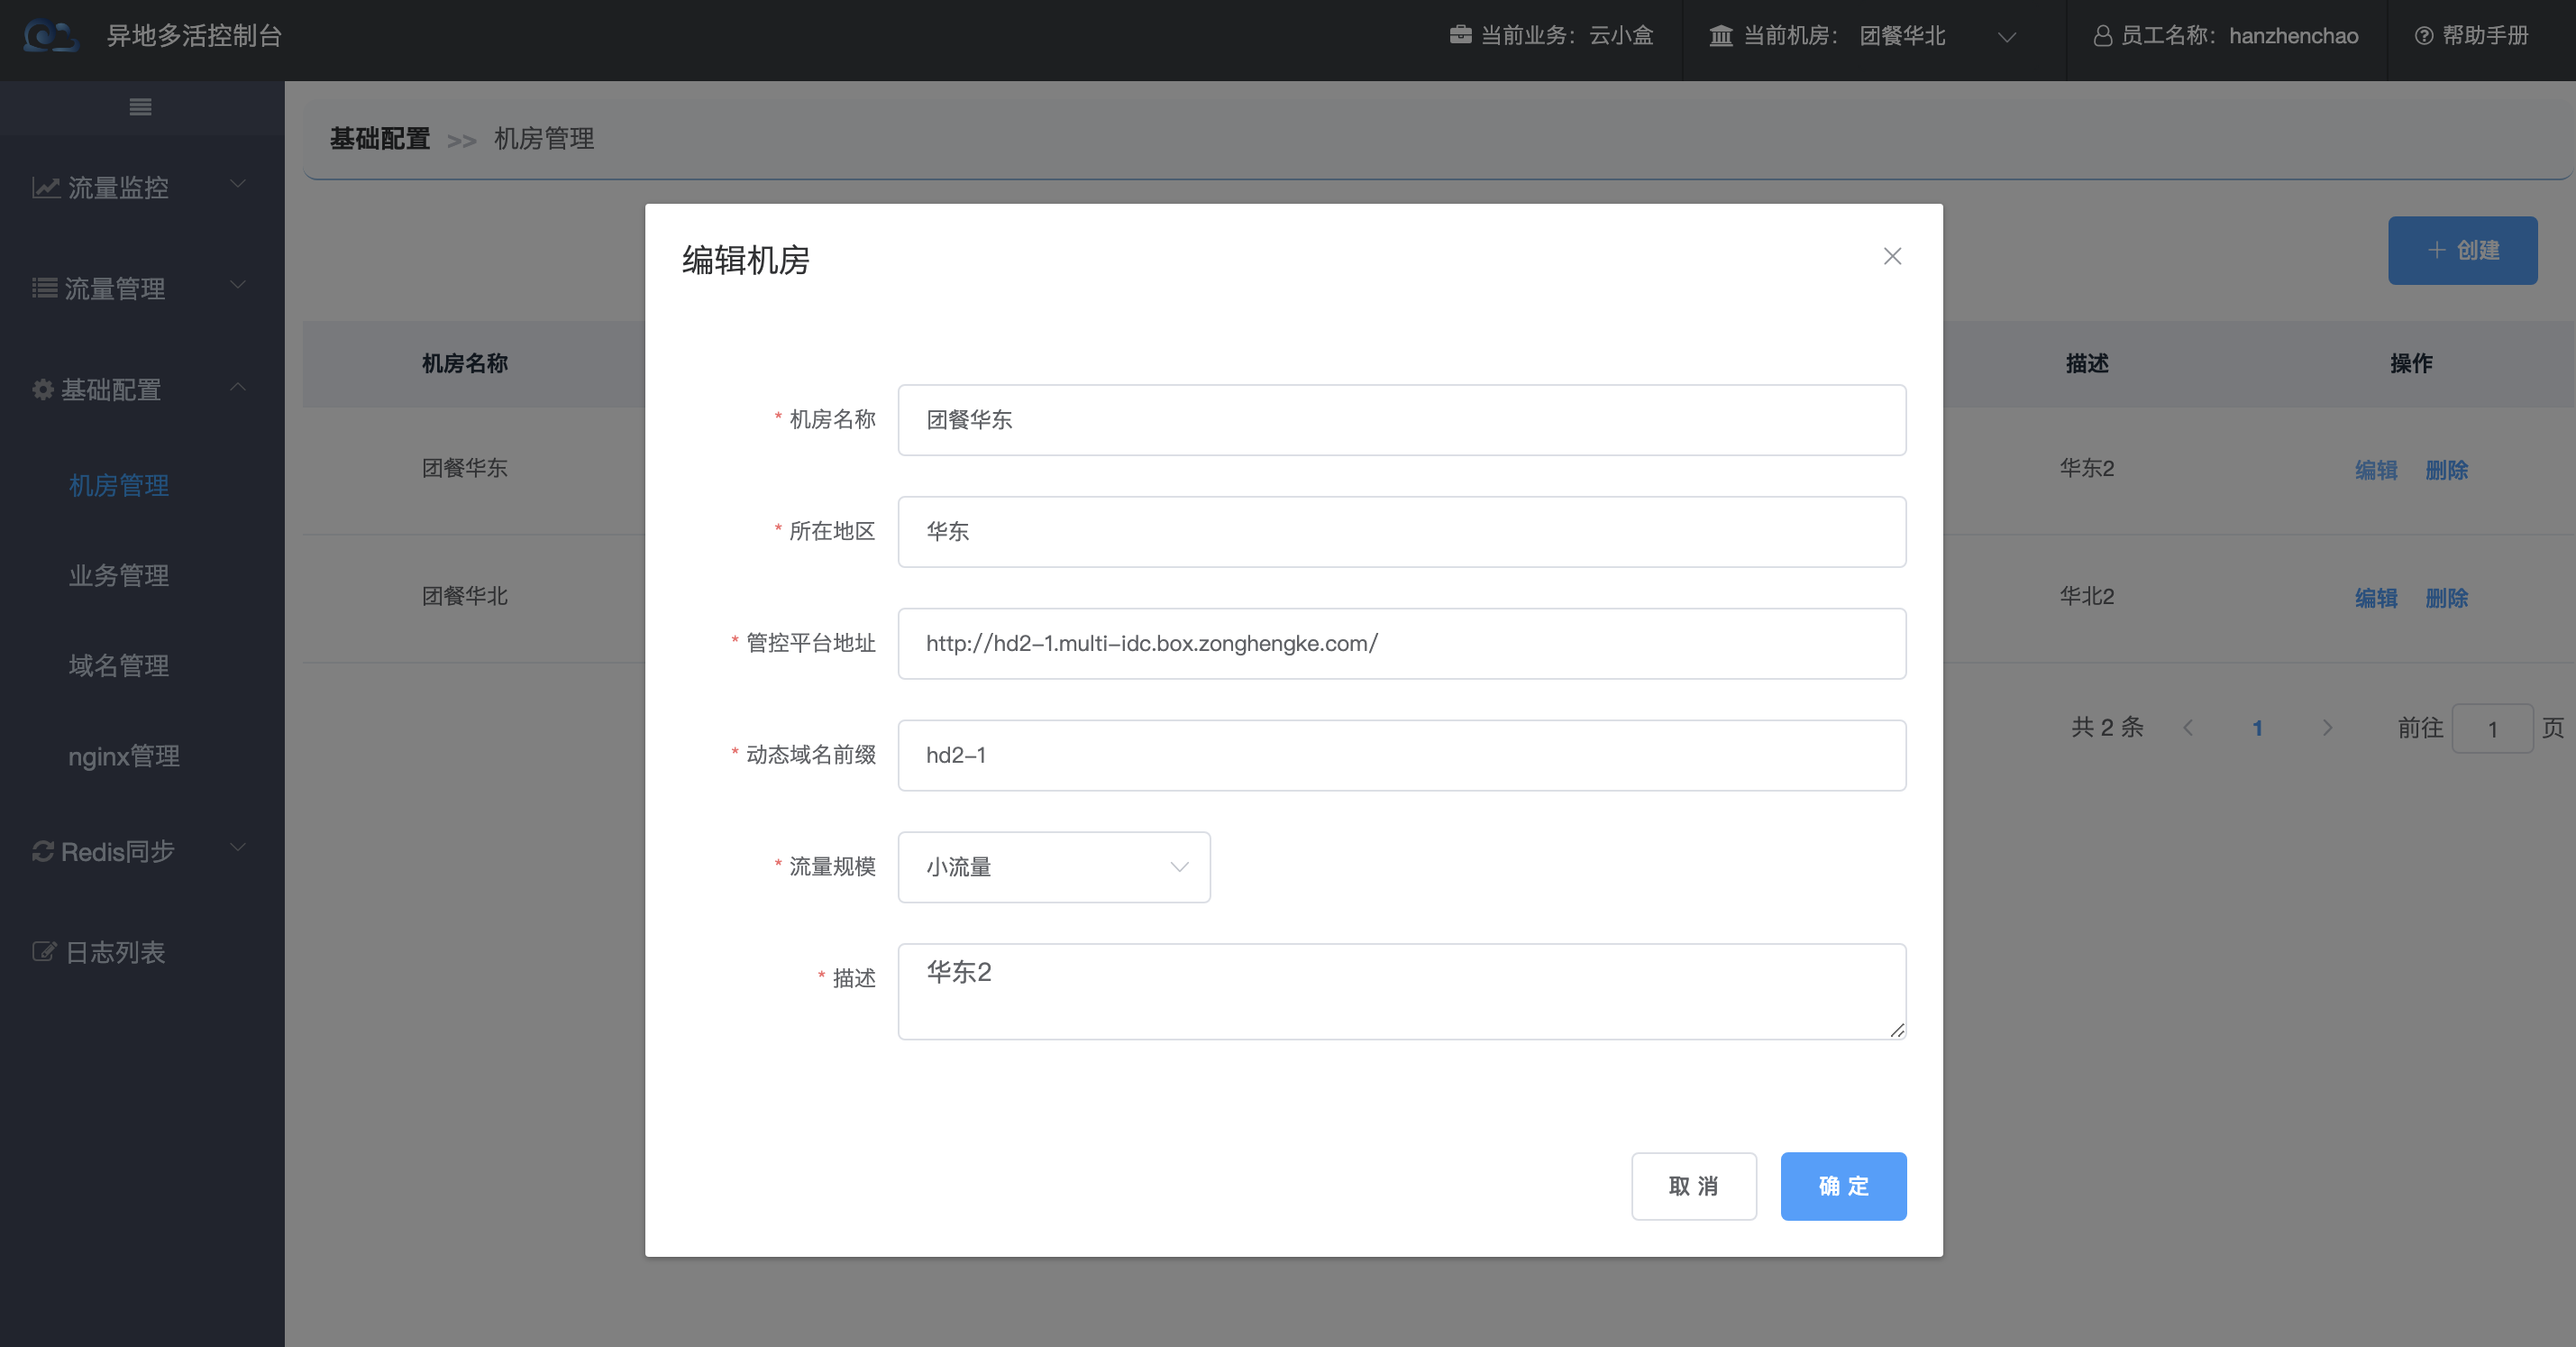 异地多活控制台
当前业务：云小盒
当前机房：团餐华北
员工名称：hanzhenchao
帮助手册
基础配置 >> 机房管理
流量监控
流量管理
基础配置
机房管理
业务管理
域名管理
nginx管理
Redis同步
日志列表
+ 创建
机房名称
描述
操作
团餐华东
华东2
编辑 删除
团餐华北
华北2
编辑 删除
共 2 条
1
前往 1 页
编辑机房
* 机房名称 团餐华东
* 所在地区 华东
* 管控平台地址 http://hd2-1.multi-idc.box.zonghengke.com/
* 动态域名前缀 hd2-1
* 流量规模 小流量
* 描述 华东2
取 消
确 定